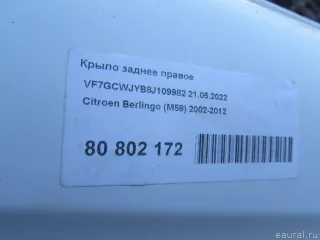 Крыло заднее правое
VF7GCWJYB8J109982 21.05.2022
Citroen Berlingo (M59) 2002-2012
80 802 172
eaural.ru